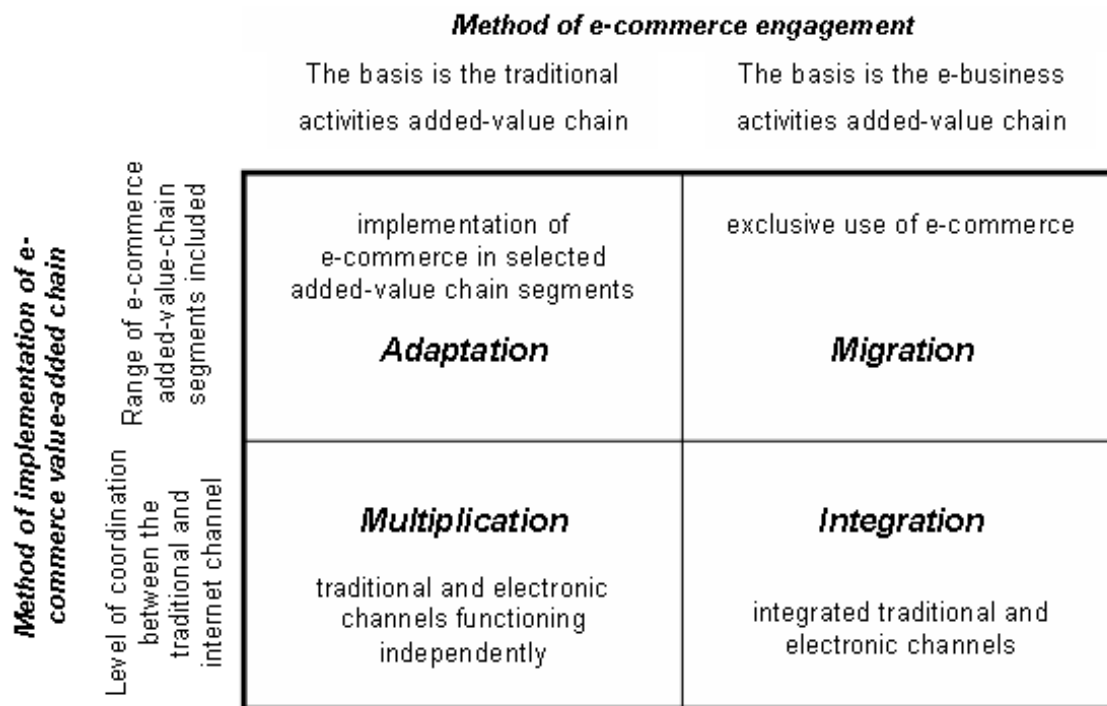 Method of e-commerce engagement
The basis is the traditional
activities added-value chain
The basis is the e-business
activities added-value chain
Method of implementation of e-
commerce value-added chain
Range of e-commerce
added-value-chain
segments included
implementation of
e-commerce in selected
added-value chain segments
Adaptation
exclusive use of e-commerce
Migration
Level of coordination
between the
traditional and
internet channel
Multiplication
traditional and electronic
channels functioning
independently
Integration
integrated traditional and
electronic channels